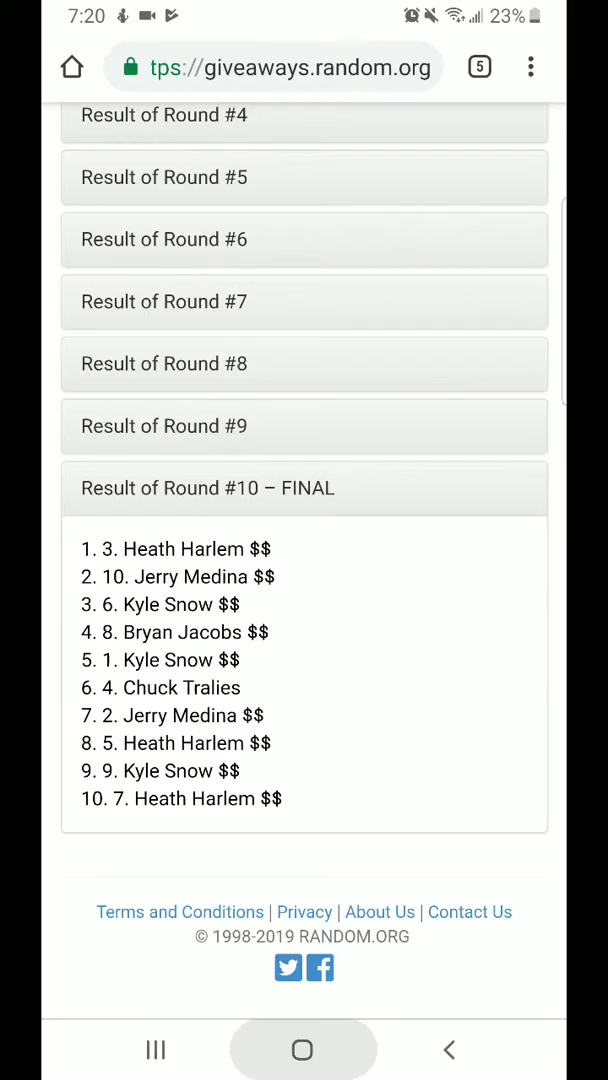 7:20
23%
tps://giveaways.random.org
5
Result of Round #4
Result of Round #5
Result of Round #6
Result of Round #7
Result of Round #8
Result of Round #9
Result of Round #10 – FINAL
1. 3. Heath Harlem $$
2. 10. Jerry Medina $$
3. 6. Kyle Snow $$
4. 8. Bryan Jacobs $$
5. 1. Kyle Snow $$
6. 4. Chuck Tralies
7. 2. Jerry Medina $$
8. 5. Heath Harlem $$
9. 9. Kyle Snow $$
10. 7. Heath Harlem $$
Terms and Conditions | Privacy | About Us | Contact Us
© 1998-2019 RANDOM.ORG